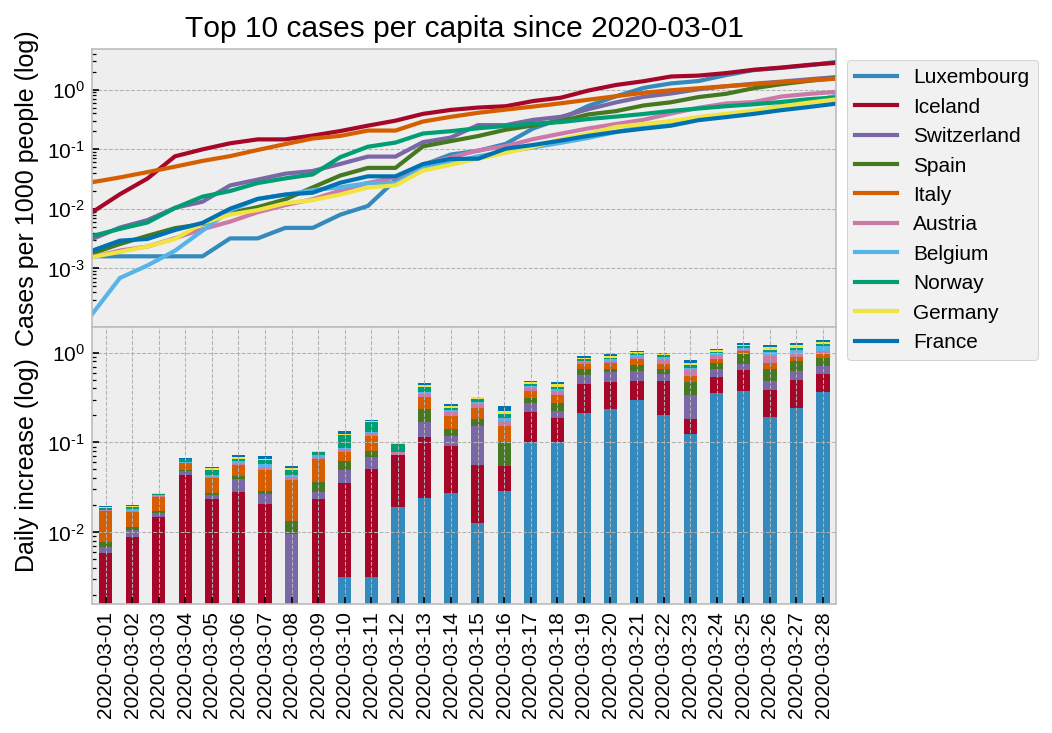 Top 10 cases per capita since 2020-03-01
Cases per 1000 people (log)
10⁰
10⁻¹
10⁻²
10⁻³
Luxembourg
Iceland
Switzerland
Spain
Italy
Austria
Belgium
Norway
Germany
France
Daily increase (log)
10⁰
10⁻¹
10⁻²
2020-03-01
2020-03-02
2020-03-03
2020-03-04
2020-03-05
2020-03-06
2020-03-07
2020-03-08
2020-03-09
2020-03-10
2020-03-11
2020-03-12
2020-03-13
2020-03-14
2020-03-15
2020-03-16
2020-03-17
2020-03-18
2020-03-19
2020-03-20
2020-03-21
2020-03-22
2020-03-23
2020-03-24
2020-03-25
2020-03-26
2020-03-27
2020-03-28